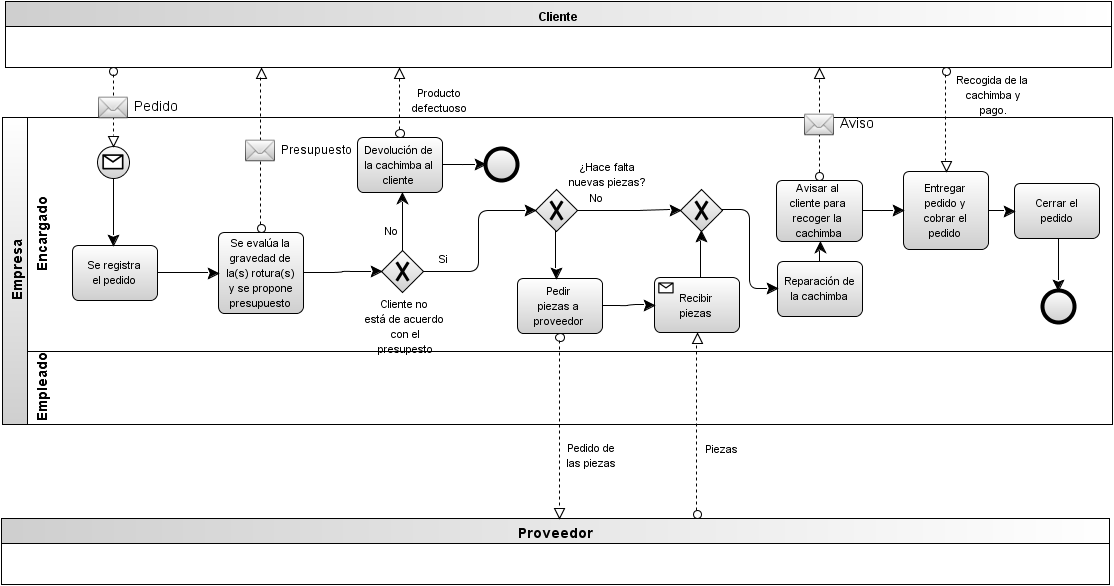 Cliente
Pedido
Presupuesto
Producto
defectuoso
Aviso
Recogida de la
cachimba y
pago.
Empresa
Encargado
Empleado
Se registra
el pedido
Se evalúa la
gravedad de
la(s) rotura(s)
y se propone
presupuesto
Devolución de
la cachimba al
cliente
No
Si
Cliente no
está de acuerdo
con el
presupesto
¿Hace falta
nuevas piezas?
No
Pedir
piezas a
proveedor
Recibir
piezas
Avisar al
cliente para
recoger la
cachimba
Reparación de
la cachimba
Entregar
pedido y
cobrar el
pedido
Cerrar el
pedido
Pedido de
las piezas
Piezas
Proveedor